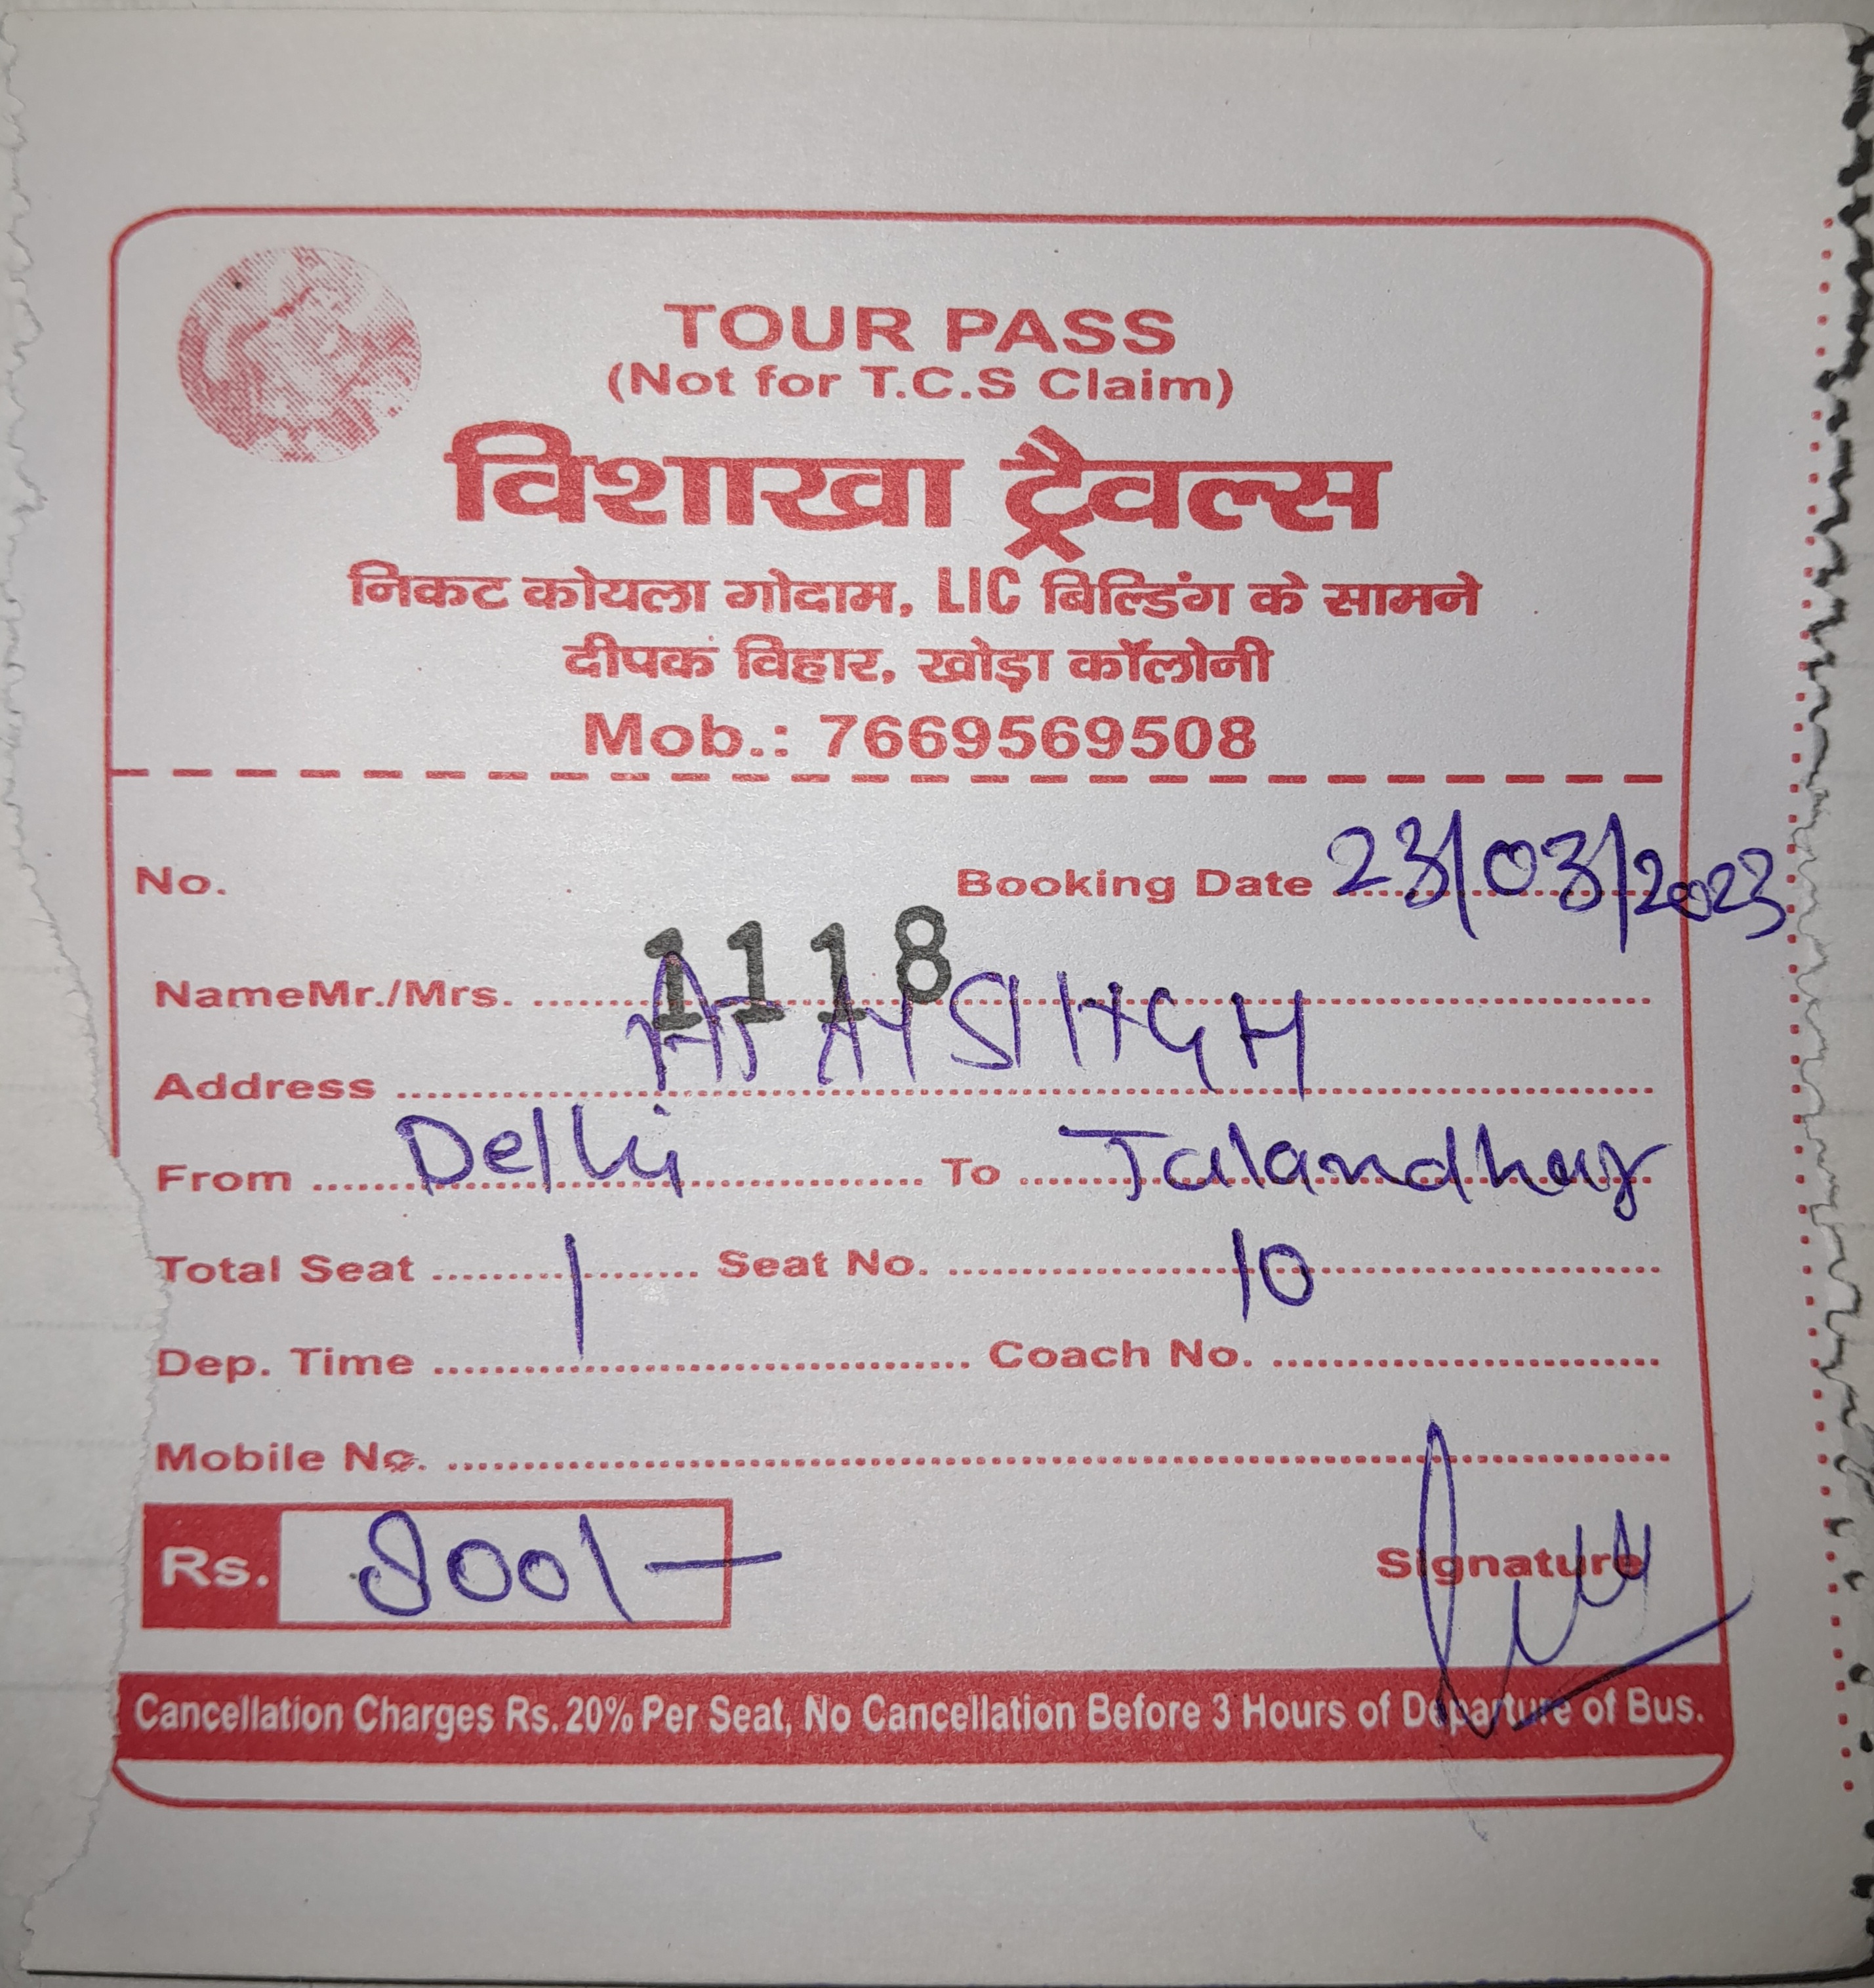 TOUR PASS
(Not for T.C.S Claim)
विशाखा ट्रैवल्स
निकट कोयला गोदाम, LIC बिल्डिंग के सामने
दीपक विहार, खोड़ा कॉलोनी
Mob.: 7669569508
No. Booking Date 23/03/2023
1118
NameMr./Mrs. AJAY SINGH
Address
From Delhi To Jalandhar
Total Seat 1 Seat No. 10
Dep. Time Coach No.
Mobile No.
Rs. 800/- Signature
Cancellation Charges Rs. 20% Per Seat, No Cancellation Before 3 Hours of Departure of Bus.